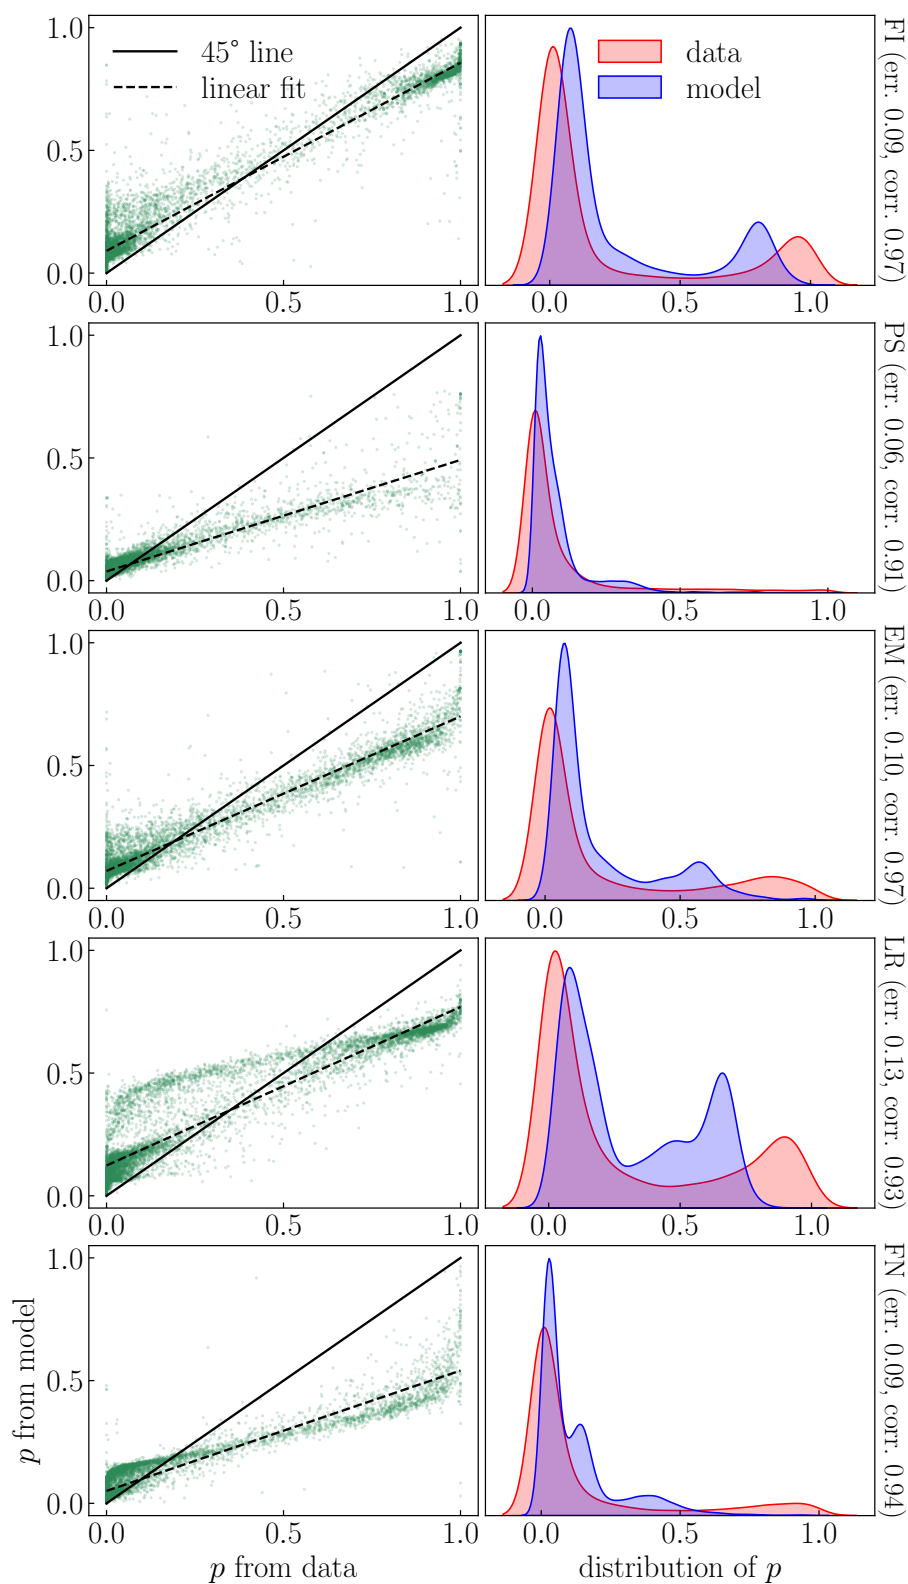 1.0
0.5
0.0
0.0 0.5 1.0
45° line
linear fit
0.0 0.5 1.0
data
model
FI (err. 0.09, corr. 0.97)
1.0
0.5
0.0
0.0 0.5 1.0
0.0 0.5 1.0
PS (err. 0.06, corr. 0.91)
1.0
0.5
0.0
0.0 0.5 1.0
0.0 0.5 1.0
EM (err. 0.10, corr. 0.97)
1.0
0.5
0.0
0.0 0.5 1.0
0.0 0.5 1.0
LR (err. 0.13, corr. 0.93)
1.0
0.5
0.0
0.0 0.5 1.0
p from model
p from data
0.0 0.5 1.0
distribution of p
FN (err. 0.09, corr. 0.94)